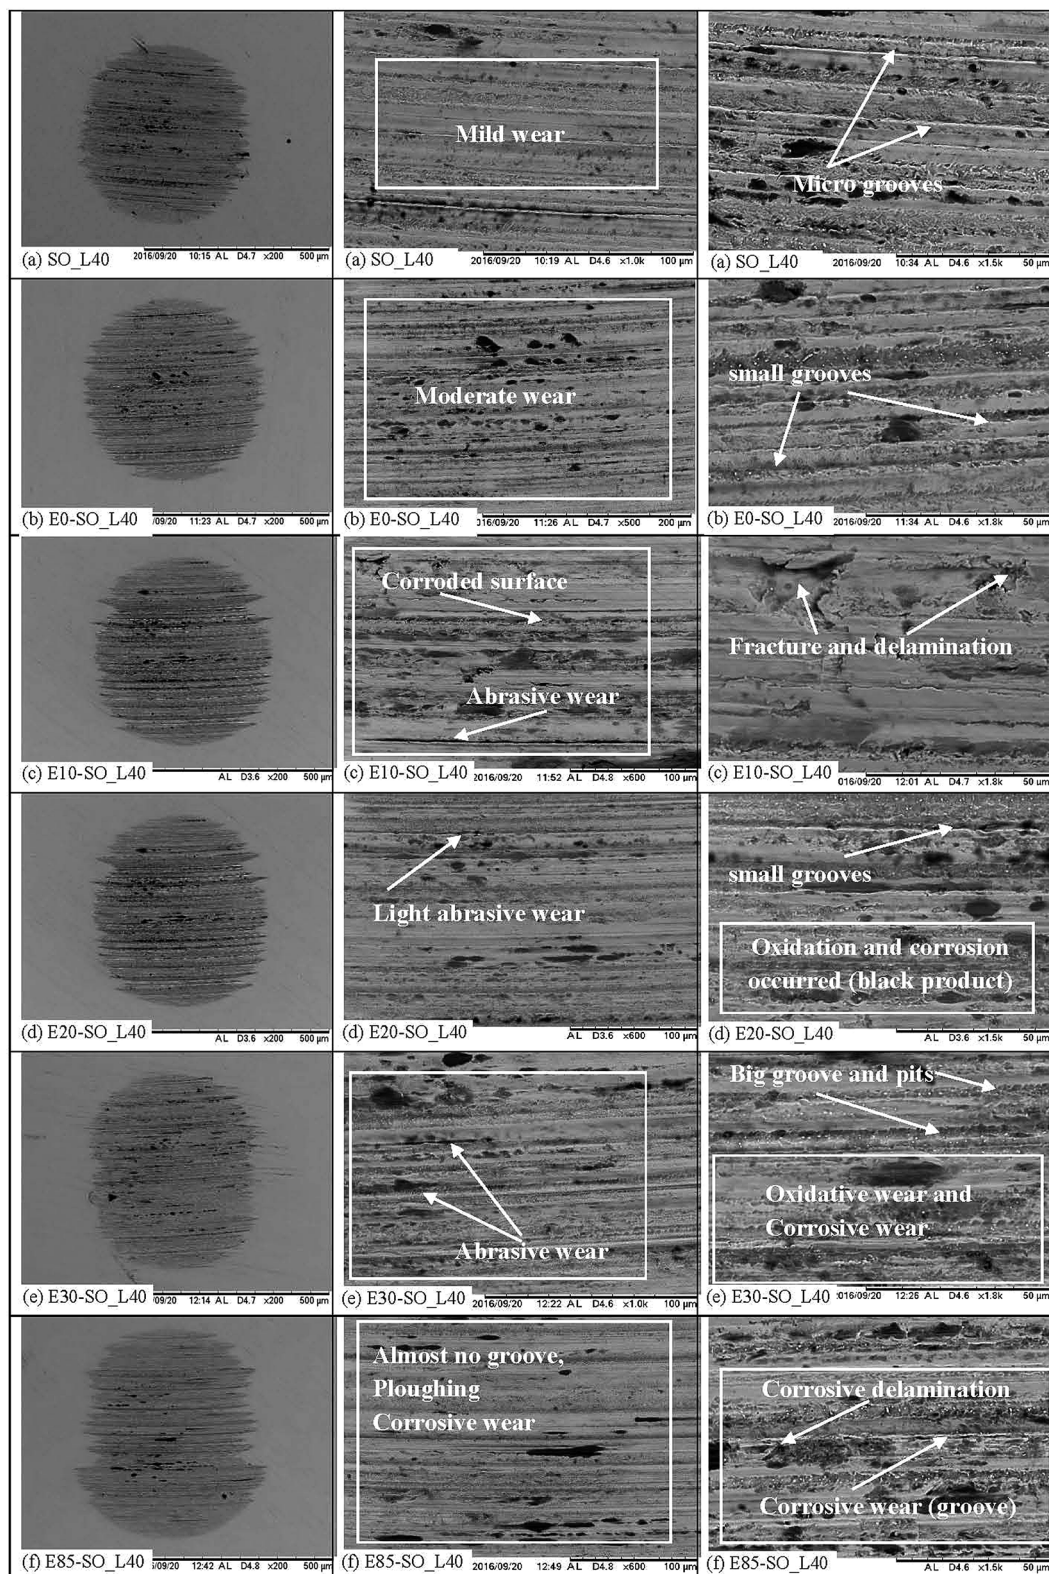 Mild wear
Micro grooves
(a) SO_L40
2016/09/20 10:15 AL D4.7 x200 500 µm
(a) SO_L40
2016/09/20 10:19 AL D4.6 x1.0k 100 µm
(a) SO_L40
2016/09/20 10:34 AL D4.6 x1.5k 50 µm
Moderate wear
small grooves
(b) E0-SO_L40
/09/20 11:23 AL D4.7 x200 500 µm
(b) E0-SO_L40
2016/09/20 11:26 AL D4.7 x500 200 µm
(b) E0-SO_L40
2016/09/20 11:34 AL D4.6 x1.8k 50 µm
Corroded surface
Abrasive wear
Fracture and delamination
(c) E10-SO_L40
AL D3.6 x200 500 µm
(c) E10-SO_L40
2016/09/20 11:52 AL D4.8 x600 100 µm
(c) E10-SO_L40
2016/09/20 12:01 AL D4.7 x1.8k 50 µm
Light abrasive wear
small grooves
Oxidation and corrosion
occurred (black product)
(d) E20-SO_L40
AL D3.6 x200 500 µm
(d) E20-SO_L40
AL D3.6 x600 100 µm
(d) E20-SO_L40
AL D3.6 x1.5k 50 µm
Abrasive wear
Big groove and pits
Oxidative wear and
Corrosive wear
(e) E30-SO_L40
/09/20 12:14 AL D4.7 x200 500 µm
(e) E30-SO_L40
2016/09/20 12:22 AL D4.6 x1.0k 100 µm
(e) E30-SO_L40
2016/09/20 12:26 AL D4.6 x1.8k 50 µm
Almost no groove,
Ploughing
Corrosive wear
Corrosive delamination
Corrosive wear (groove)
(f) E85-SO_L40
/09/20 12:42 AL D4.8 x200 500 µm
(f) E85-SO_L40
2016/09/20 12:49 AL D4.8 x600 100 µm
(f) E85-SO_L40
AL D4.6 x1.5k 50 µm